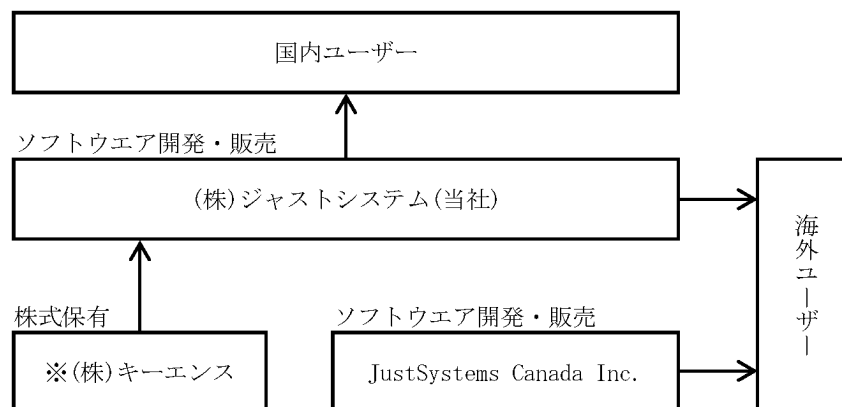 国内ユーザー
ソフトウエア開発・販売
(株)ジャストシステム(当社)
海外ユーザー
株式保有
ソフトウエア開発・販売
※(株)キーエンス
JustSystems Canada Inc.